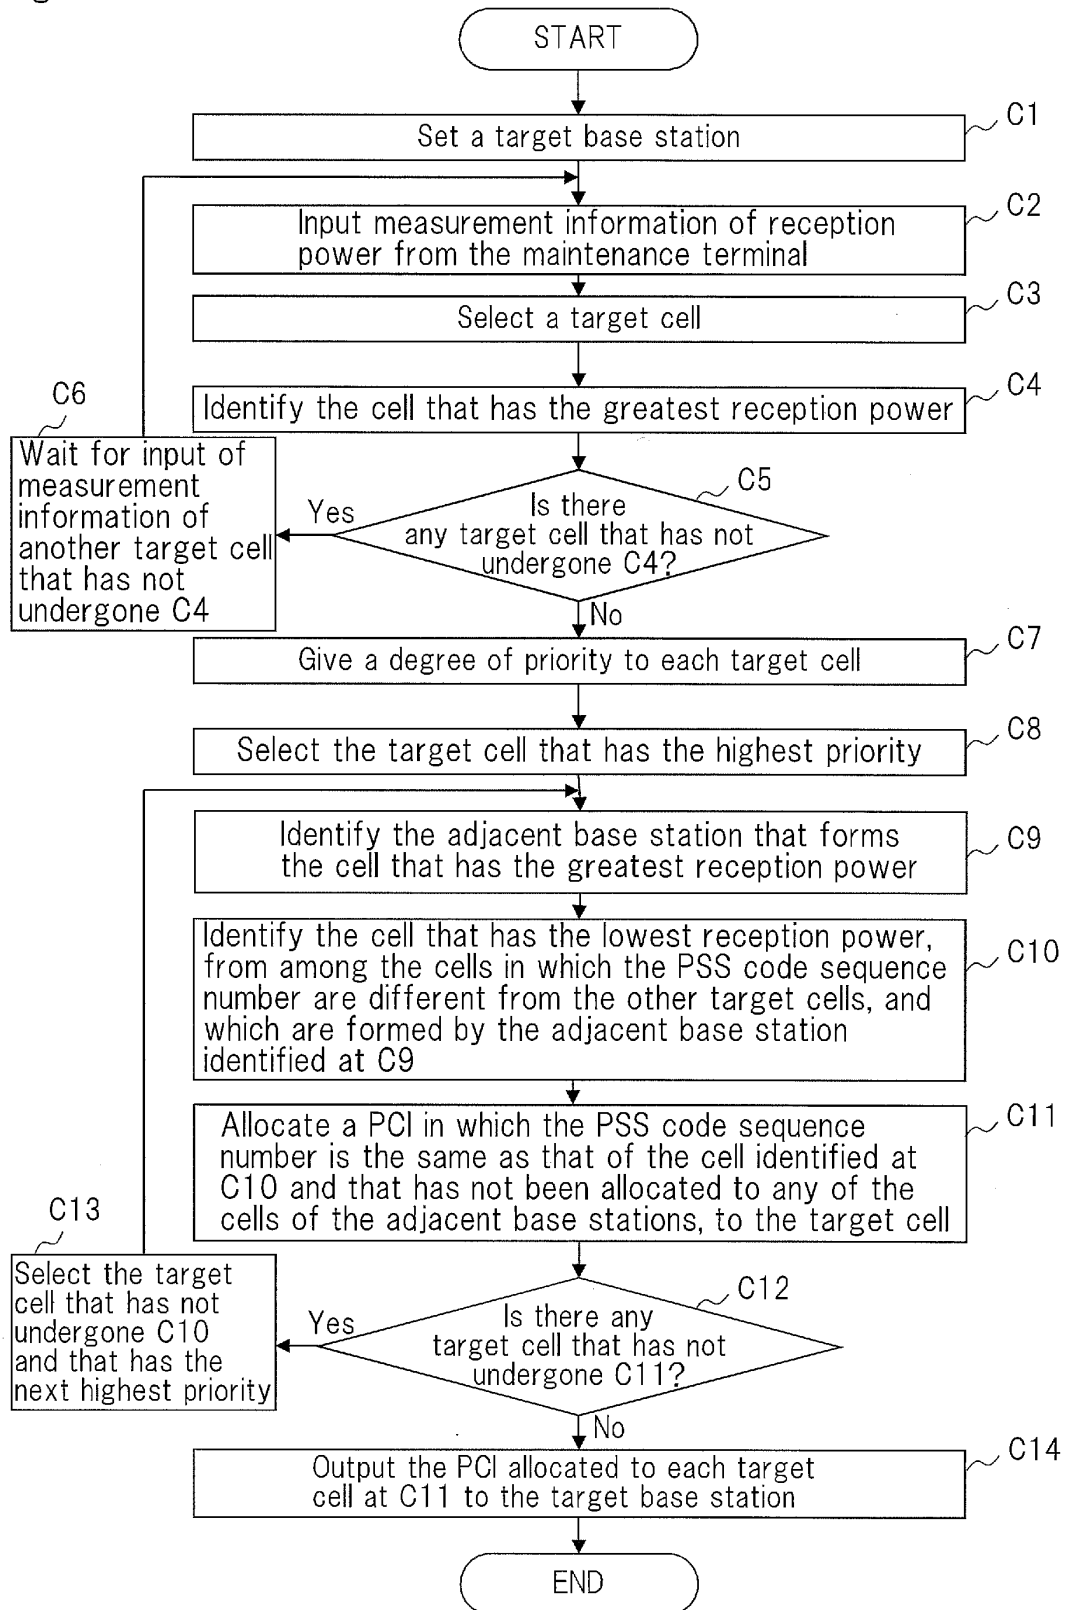 START
C1
Set a target base station
C2
Input measurement information of reception
power from the maintenance terminal
C3
Select a target cell
C4
Identify the cell that has the greatest reception power
C6
Wait for input of
measurement
information of
another target cell
that has not
undergone C4
C5
Is there
any target cell that has not
undergone C4?
Yes
No
C7
Give a degree of priority to each target cell
C8
Select the target cell that has the highest priority
C9
Identify the adjacent base station that forms
the cell that has the greatest reception power
C10
Identify the cell that has the lowest reception power,
from among the cells in which the PSS code sequence
number are different from the other target cells, and
which are formed by the adjacent base station
identified at C9
C11
Allocate a PCI in which the PSS code sequence
number is the same as that of the cell identified at
C10 and that has not been allocated to any of the
cells of the adjacent base stations, to the target cell
C13
Select the target
cell that has not
undergone C10
and that has the
next highest priority
C12
Is there any
target cell that has not
undergone C11?
Yes
No
C14
Output the PCI allocated to each target
cell at C11 to the target base station
END